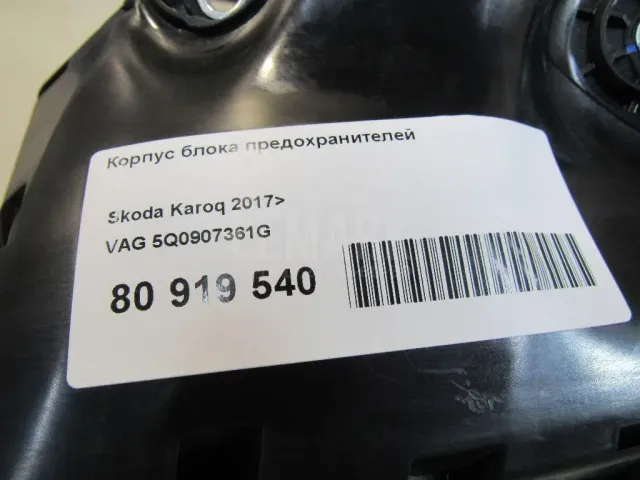 Корпус блока предохранителей
Skoda Karoq 2017>
VAG 5Q0907361G
80 919 540